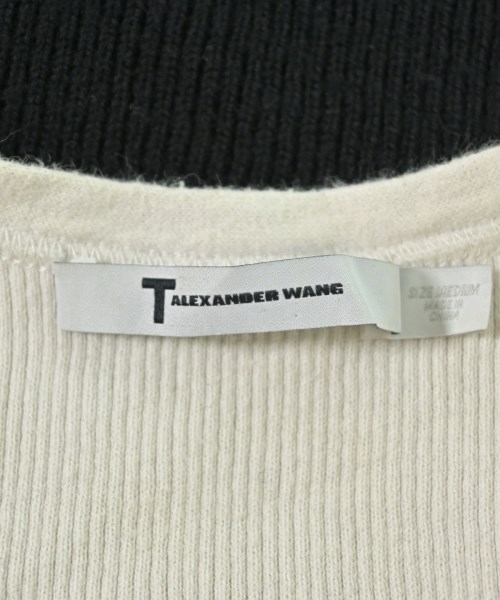 T ALEXANDER WANG
SIZE MEDIUM
MADE IN
CHINA